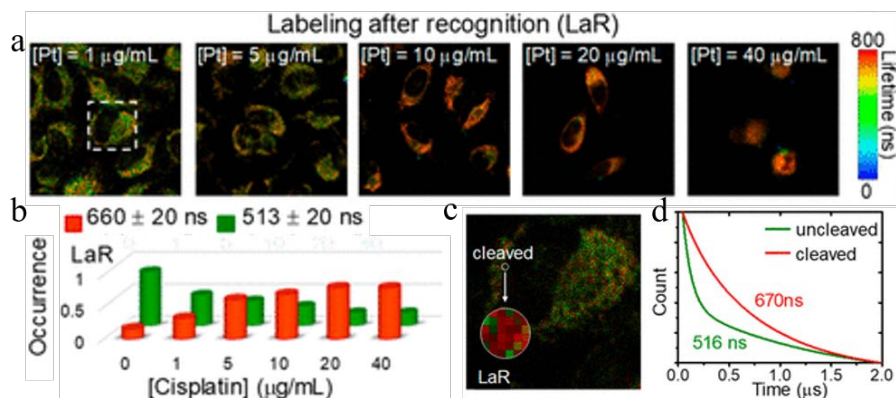 Labeling after recognition (LaR)
a
[Pt] = 1 μg/mL
[Pt] = 5 μg/mL
[Pt] = 10 μg/mL
[Pt] = 20 μg/mL
[Pt] = 40 μg/mL
800
Lifetime (ns)
0
b
660 ± 20 ns
513 ± 20 ns
LaR
Occurrence
1
0.5
0
0 1 5 10 20 40
[Cisplatin] (μg/mL)
c
cleaved
LaR
d
uncleaved
cleaved
Count
670ns
516 ns
0.0 0.5 1.0 1.5 2.0
Time (μs)